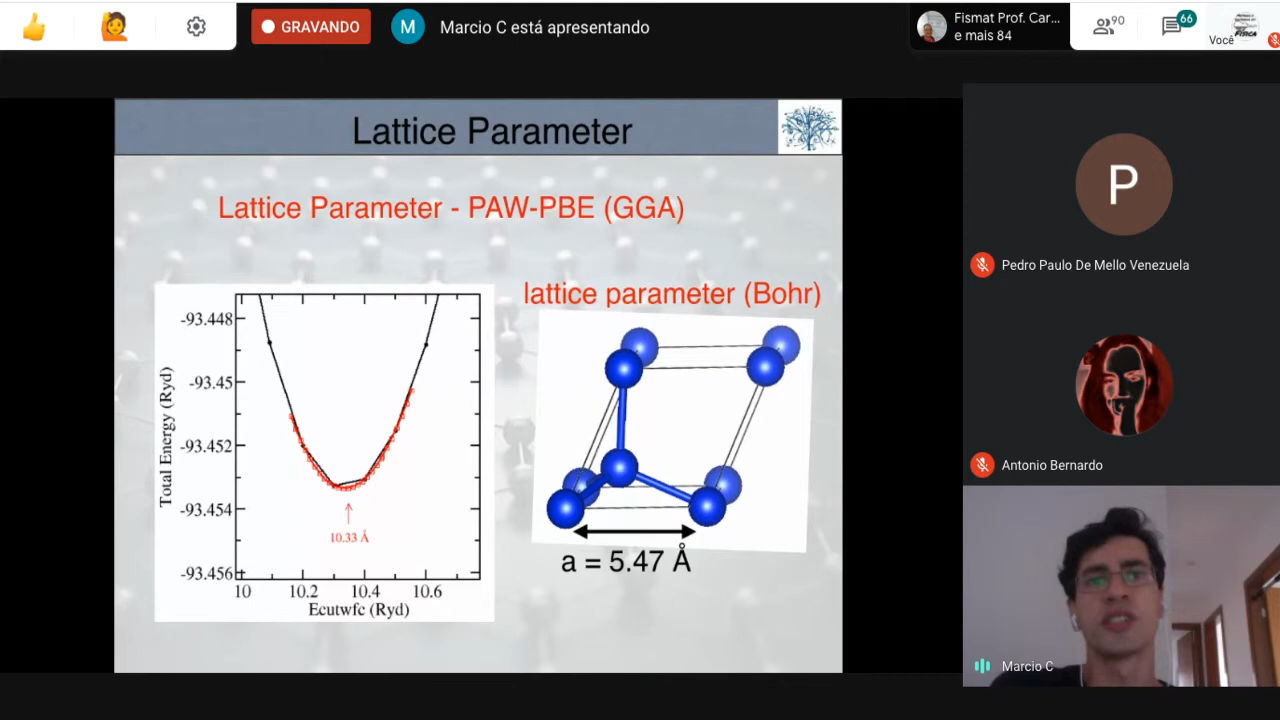 GRAVANDO
M
Marcio C está apresentando
Fismat Prof. Car...
e mais 84
90
66
Você
FÍSICA
Lattice Parameter
Lattice Parameter - PAW-PBE (GGA)
lattice parameter (Bohr)
-93.448
-93.45
-93.452
-93.454
-93.456
Total Energy (Ryd)
10.33 Å
10
10.2
10.4
10.6
Ecutwfc (Ryd)
a = 5.47 Å
P
Pedro Paulo De Mello Venezuela
Antonio Bernardo
Marcio C